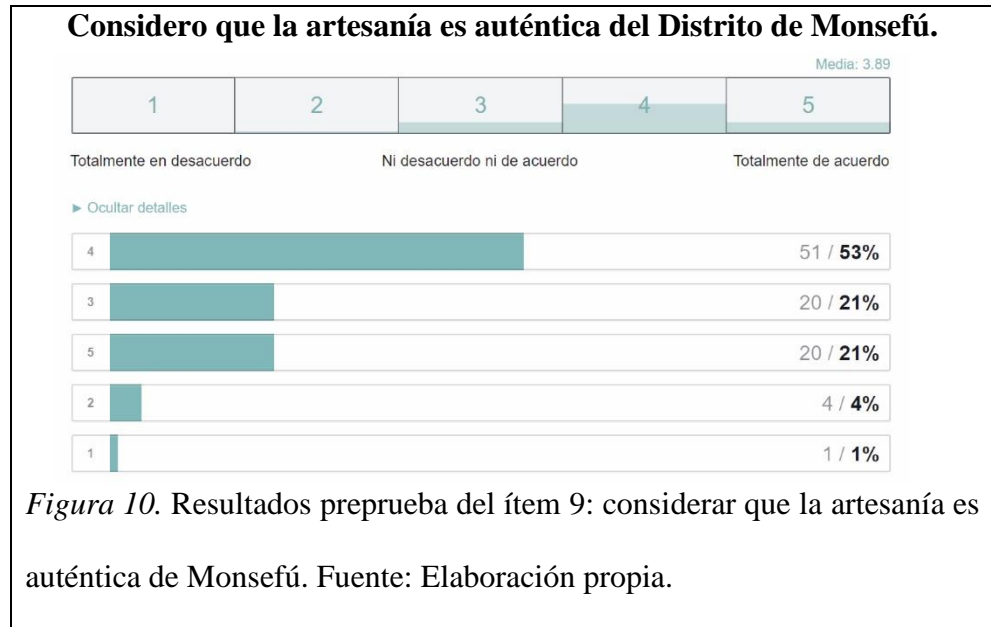 Considero que la artesanía es auténtica del Distrito de Monsefú.
Media: 3.89
1 2 3 4 5
Totalmente en desacuerdo Ni desacuerdo ni de acuerdo Totalmente de acuerdo
► Ocultar detalles
4 51 / 53%
3 20 / 21%
5 20 / 21%
2 4 / 4%
1 1 / 1%
Figura 10. Resultados preprueba del ítem 9: considerar que la artesanía es
auténtica de Monsefú. Fuente: Elaboración propia.